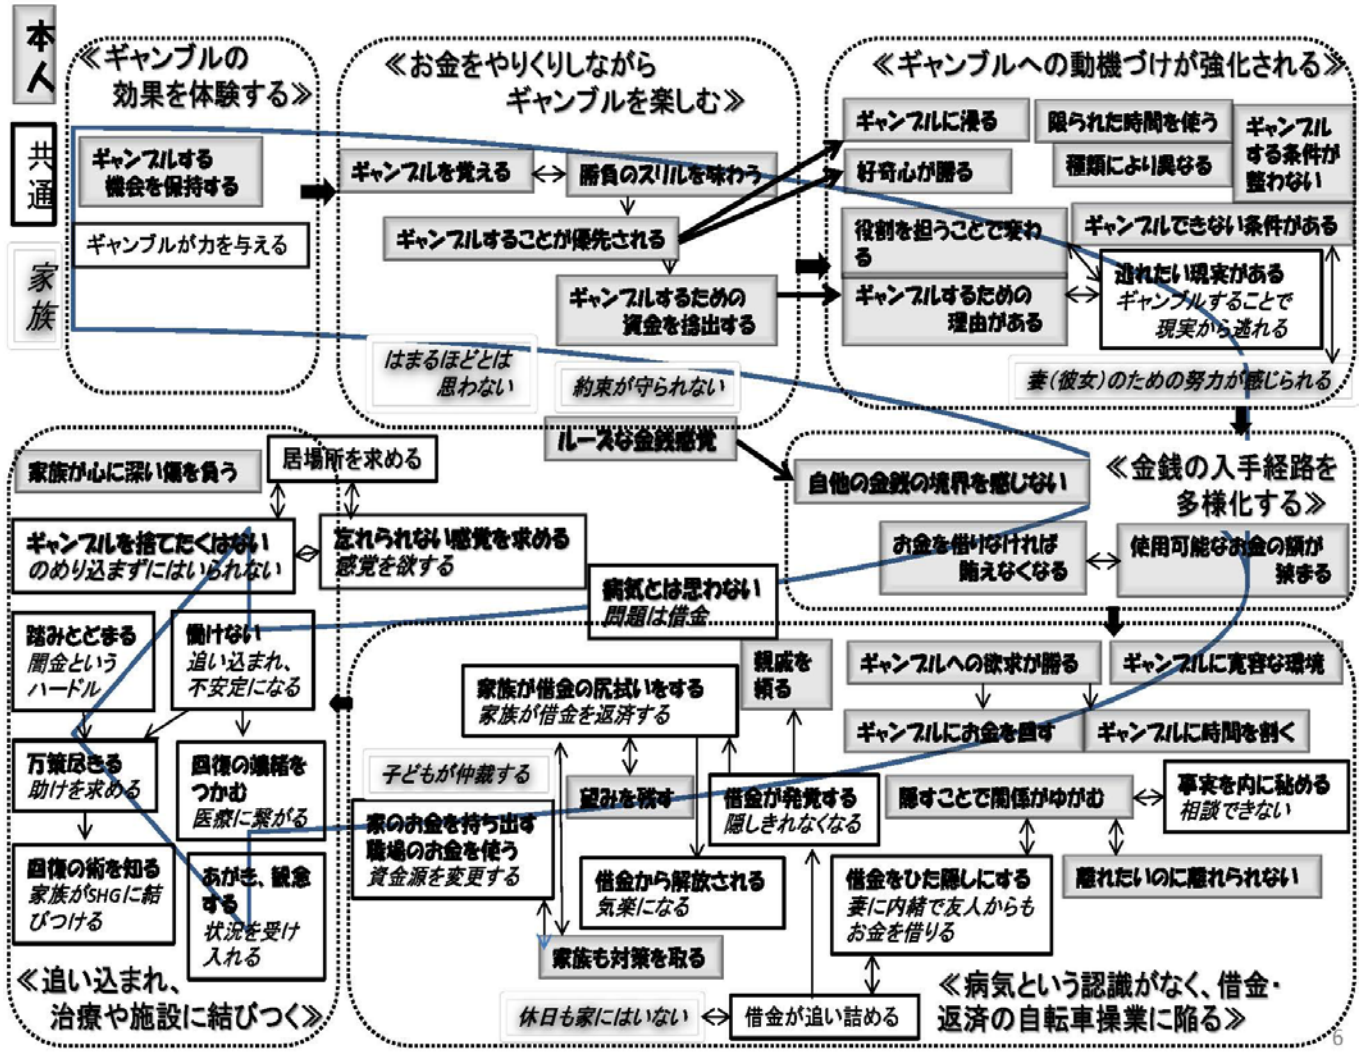 本人
共通
家族
≪ギャンブルの
効果を体験する≫
ギャンブルする
機会を保持する
ギャンブルが力を与える
≪お金をやりくりしながら
ギャンブルを楽しむ≫
ギャンブルを覚える
勝負のスリルを味わう
ギャンブルすることが優先される
ギャンブルするための
資金を捻出する
はまるほどとは
思わない
約束が守られない
≪ギャンブルへの動機づけが強化される≫
ギャンブルに浸る
限られた時間を使う
ギャンブル
する条件が
整わない
好奇心が勝る
種類により異なる
役割を担うことで変わ
る
ギャンブルできない条件がある
ギャンブルするための
理由がある
逃れたい現実がある
ギャンブルすることで
現実から逃れる
妻(彼女)のための努力が感じられる
ルーズな金銭感覚
自他の金銭の境界を感じない
≪金銭の入手経路を
多様化する≫
お金を借りなければ
賄えなくなる
使用可能なお金の額が
狭まる
家族が心に深い傷を負う
居場所を求める
ギャンブルを捨てたくはない
のめり込まずにはいられない
忘れられない感覚を求める
感覚を欲する
病気とは思わない
問題は借金
踏みとどまる
闇金という
ハードル
働けない
追い込まれ、
不安定になる
万策尽きる
助けを求める
回復の端緒を
つかむ
医療に繋がる
回復の術を知る
家族がSHGに結
びつける
あがき、観念
する
状況を受け
入れる
≪追い込まれ、
治療や施設に結びつく≫
家族が借金の尻拭いをする
家族が借金を返済する
親戚を
頼る
ギャンブルへの欲求が勝る
ギャンブルに寛容な環境
ギャンブルにお金を回す
ギャンブルに時間を割く
子どもが仲裁する
望みを残す
借金が発覚する
隠しきれなくなる
隠すことで関係がゆがむ
事実を内に秘める
相談できない
家のお金を持ち出す
職場のお金を使う
資金源を変更する
借金から解放される
気楽になる
借金をひた隠しにする
妻に内緒で友人からも
お金を借りる
離れたいのに離れられない
家族も対策を取る
休日も家にはいない
借金が追い詰める
≪病気という認識がなく、借金・
返済の自転車操業に陥る≫
6